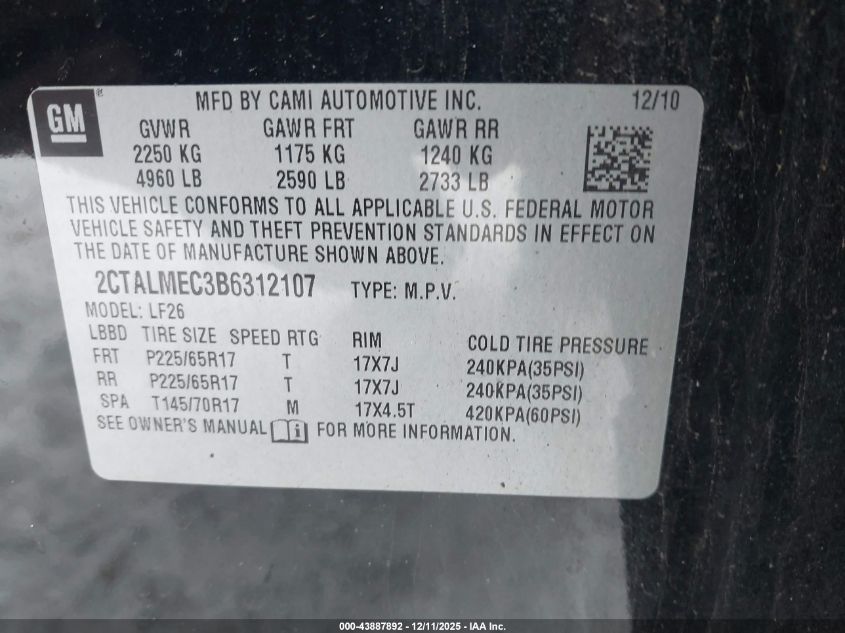 GM®
MFD BY CAMI AUTOMOTIVE INC. 12/10
GVWR GAWR FRT GAWR RR
2250 KG 1175 KG 1240 KG
4960 LB 2590 LB 2733 LB
THIS VEHICLE CONFORMS TO ALL APPLICABLE U.S. FEDERAL MOTOR
VEHICLE SAFETY AND THEFT PREVENTION STANDARDS IN EFFECT ON
THE DATE OF MANUFACTURE SHOWN ABOVE.
2CTALMEC3B6312107 TYPE: M.P.V.
MODEL: LF26
LBBD TIRE SIZE SPEED RTG RIM COLD TIRE PRESSURE
FRT P225/65R17 T 17X7J 240KPA(35PSI)
RR P225/65R17 T 17X7J 240KPA(35PSI)
SPA T145/70R17 M 17X4.5T 420KPA(60PSI)
SEE OWNER'S MANUAL i FOR MORE INFORMATION.
000-43887892 - 12/11/2025 - IAA Inc.